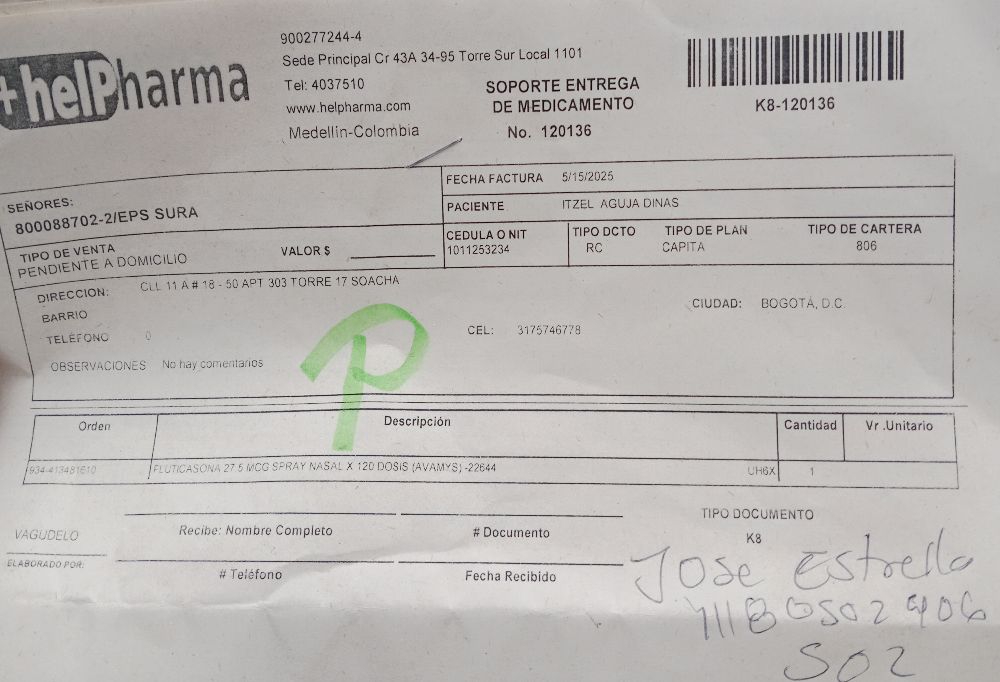 +helPharma
900277244-4
Sede Principal Cr 43A 34-95 Torre Sur Local 1101
Tel: 4037510
www.helpharma.com
Medellin-Colombia
SOPORTE ENTREGA
DE MEDICAMENTO
No. 120136
K8-120136
SEÑORES:
800088702-2/EPS SURA
FECHA FACTURA 5/15/2025
PACIENTE ITZEL AGUJA DINAS
TIPO DE VENTA
PENDIENTE A DOMICILIO
VALOR $
CEDULA O NIT
1011253234
TIPO DCTO
RC
TIPO DE PLAN
CAPITA
TIPO DE CARTERA
806
DIRECCION: CLL 11 A # 18 - 50 APT 303 TORRE 17 SOACHA
BARRIO
CIUDAD: BOGOTÁ, D.C.
TELÉFONO 0
CEL: 3175746778
OBSERVACIONES No hay comentarios
P
Orden Descripción Cantidad Vr .Unitario
934-413481610 FLUTICASONA 27.5 MCG SPRAY NASAL X 120 DOSIS (AVAMYS) -22644 UH6X 1
VAGUDELO
ELABORADO POR:
Recibe: Nombre Completo
# Documento
# Teléfono
Fecha Recibido
TIPO DOCUMENTO
K8
Jose Estrella
502